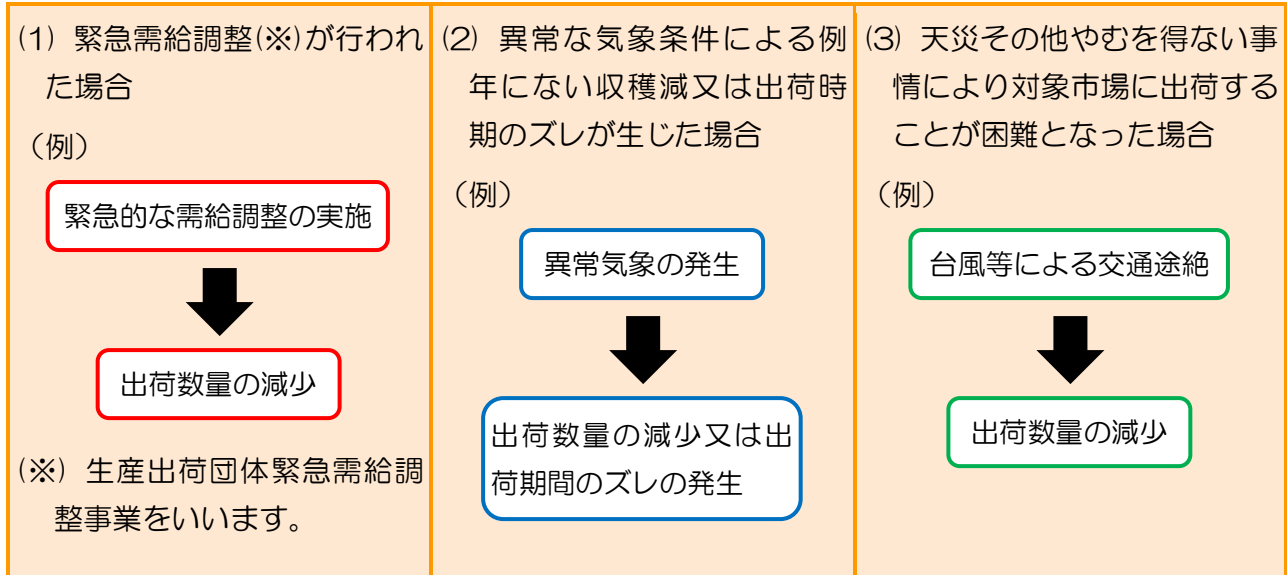 (1) 緊急需給調整(※)が行われ
た場合
（例）
緊急的な需給調整の実施
出荷数量の減少
(※) 生産出荷団体緊急需給調
整事業をいいます。
(2) 異常な気象条件による例
年にない収穫減又は出荷時
期のズレが生じた場合
（例）
異常気象の発生
出荷数量の減少又は出
荷期間のズレの発生
(3) 天災その他やむを得ない事
情により対象市場に出荷する
ことが困難となった場合
（例）
台風等による交通途絶
出荷数量の減少